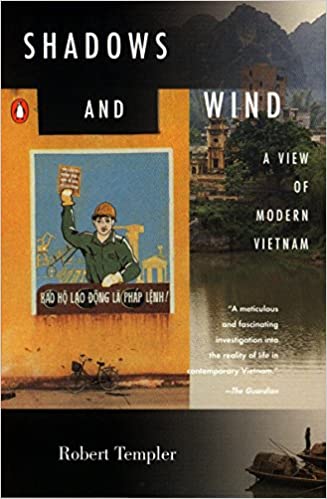 SHADOWS
AND WIND
A VIEW
OF
MODERN
VIETNAM
BẢO HỘ LAO ĐỘNG LÀ PHÁP LỆNH!
"A meticulous
and fascinating
investigation into
the reality of life in
contemporary Vietnam."
—The Guardian
Robert Templer